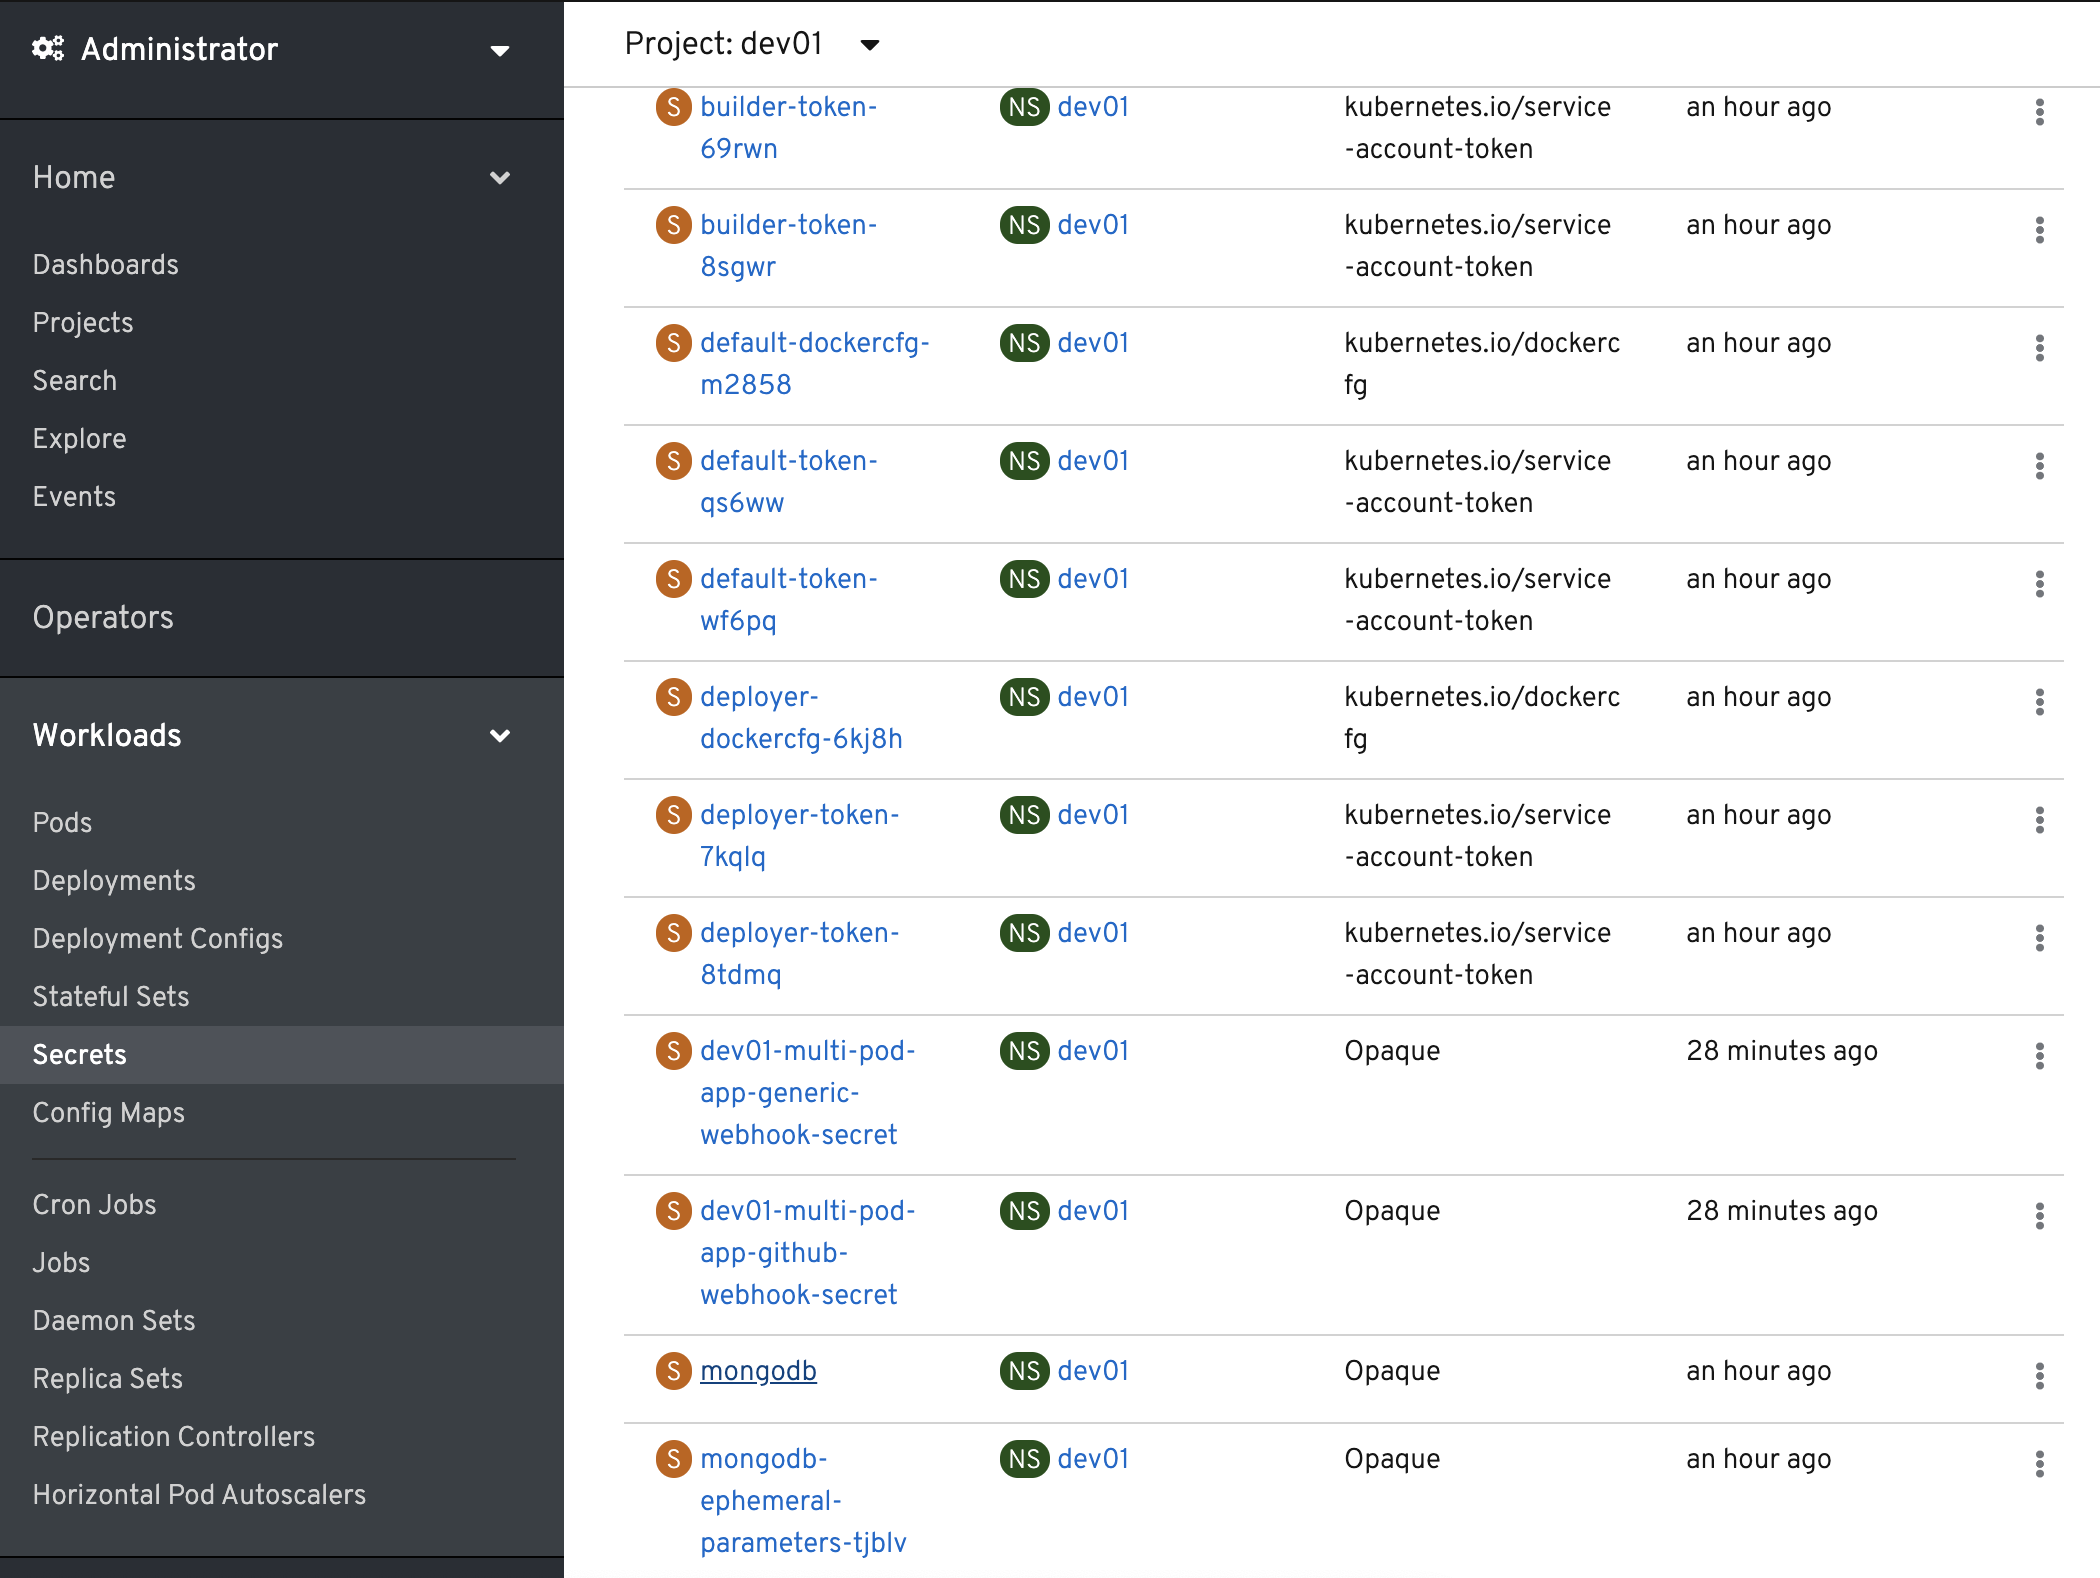 Administrator
Home
Dashboards
Projects
Search
Explore
Events
Operators
Workloads
Pods
Deployments
Deployment Configs
Stateful Sets
Secrets
Config Maps
Cron Jobs
Jobs
Daemon Sets
Replica Sets
Replication Controllers
Horizontal Pod Autoscalers
Project: dev01
S builder-token- NS dev01 kubernetes.io/service an hour ago
69rwn -account-token
S builder-token- NS dev01 kubernetes.io/service an hour ago
8sgwr -account-token
S default-dockercfg- NS dev01 kubernetes.io/dockerc an hour ago
m2858 fg
S default-token- NS dev01 kubernetes.io/service an hour ago
qs6ww -account-token
S default-token- NS dev01 kubernetes.io/service an hour ago
wf6pq -account-token
S deployer- NS dev01 kubernetes.io/dockerc an hour ago
dockercfg-6kj8h fg
S deployer-token- NS dev01 kubernetes.io/service an hour ago
7kqlq -account-token
S deployer-token- NS dev01 kubernetes.io/service an hour ago
8tdmq -account-token
S dev01-multi-pod- NS dev01 Opaque 28 minutes ago
app-generic-
webhook-secret
S dev01-multi-pod- NS dev01 Opaque 28 minutes ago
app-github-
webhook-secret
S mongodb NS dev01 Opaque an hour ago
S mongodb- NS dev01 Opaque an hour ago
ephemeral-
parameters-tjblv